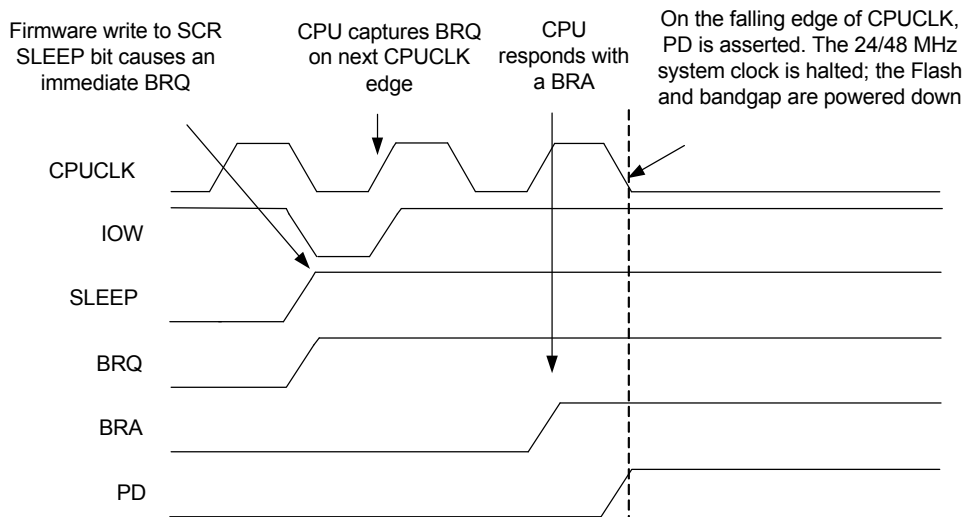 Firmware write to SCR
SLEEP bit causes an
immediate BRQ
CPU captures BRQ
on next CPUCLK
edge
CPU
responds with
a BRA
On the falling edge of CPUCLK,
PD is asserted. The 24/48 MHz
system clock is halted; the Flash
and bandgap are powered down
CPUCLK
IOW
SLEEP
BRQ
BRA
PD